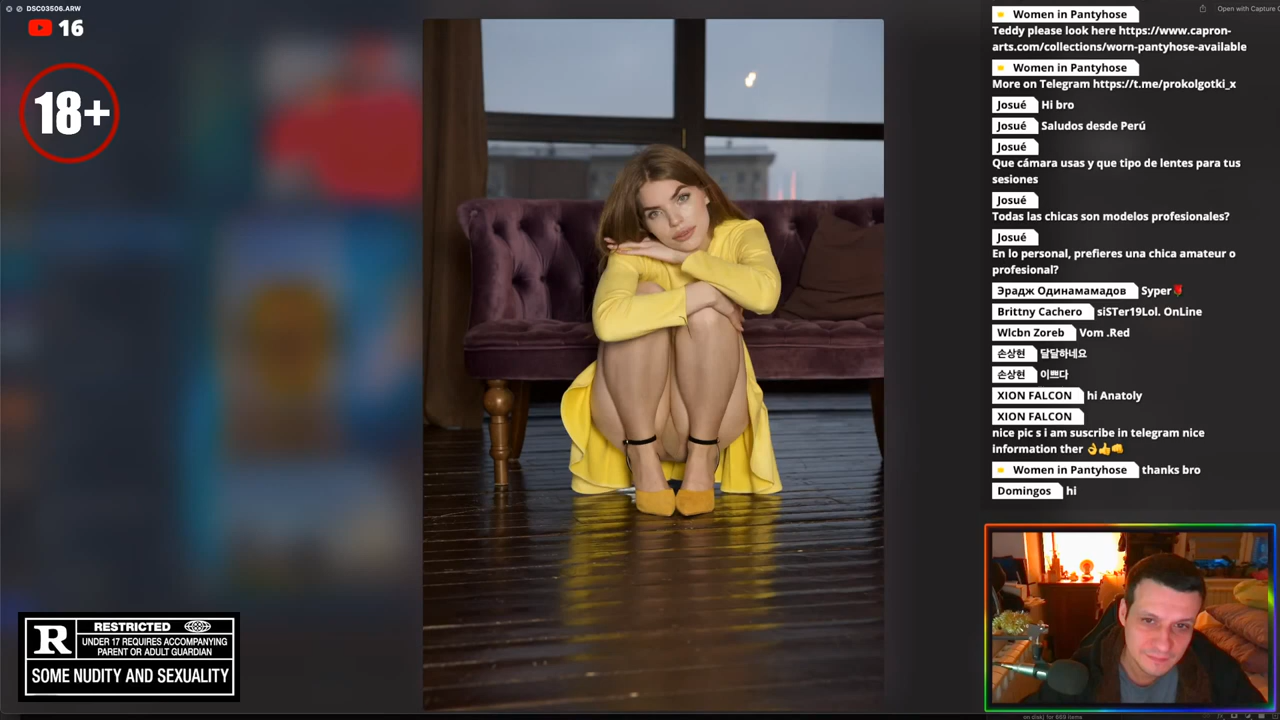 DSC03506.ARW
16
18+
R
RESTRICTED
UNDER 17 REQUIRES ACCOMPANYING
PARENT OR ADULT GUARDIAN
SOME NUDITY AND SEXUALITY
Open with Capture
Women in Pantyhose
Teddy please look here https://www.capron-
arts.com/collections/worn-pantyhose-available
Women in Pantyhose
More on Telegram https://t.me/prokolgotki_x
Josué Hi bro
Josué Saludos desde Perú
Josué
Que cámara usas y que tipo de lentes para tus
sesiones
Josué
Todas las chicas son modelos profesionales?
Josué
En lo personal, prefieres una chica amateur o
profesional?
Эрадж Одинамамадов Syper🌹
Brittny Cachero siSTer19Lol. OnLine
Wlcbn Zoreb Vom .Red
손상현 달달하네요
손상현 이쁘다
XION FALCON hi Anatoly
XION FALCON
nice pic s i am suscribe in telegram nice
information ther 👌👍👊
Women in Pantyhose thanks bro
Domingos hi